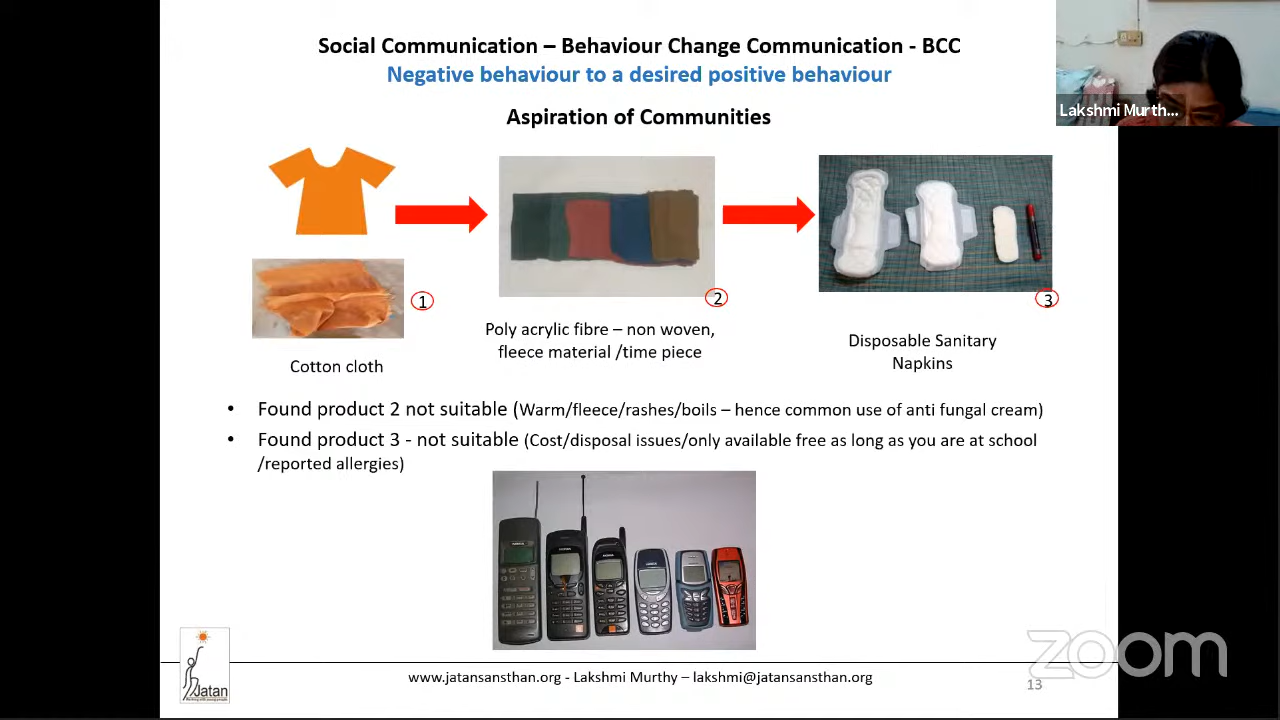 Social Communication – Behaviour Change Communication - BCC
Negative behaviour to a desired positive behaviour
Lakshmi Murth...
Aspiration of Communities
1
2
3
Cotton cloth
Poly acrylic fibre – non woven,
fleece material /time piece
Disposable Sanitary
Napkins
• Found product 2 not suitable (Warm/fleece/rashes/boils – hence common use of anti fungal cream)
• Found product 3 - not suitable (Cost/disposal issues/only available free as long as you are at school
/reported allergies)
Jatan
www.jatansansthan.org - Lakshmi Murthy – lakshmi@jatansansthan.org
zoom
13